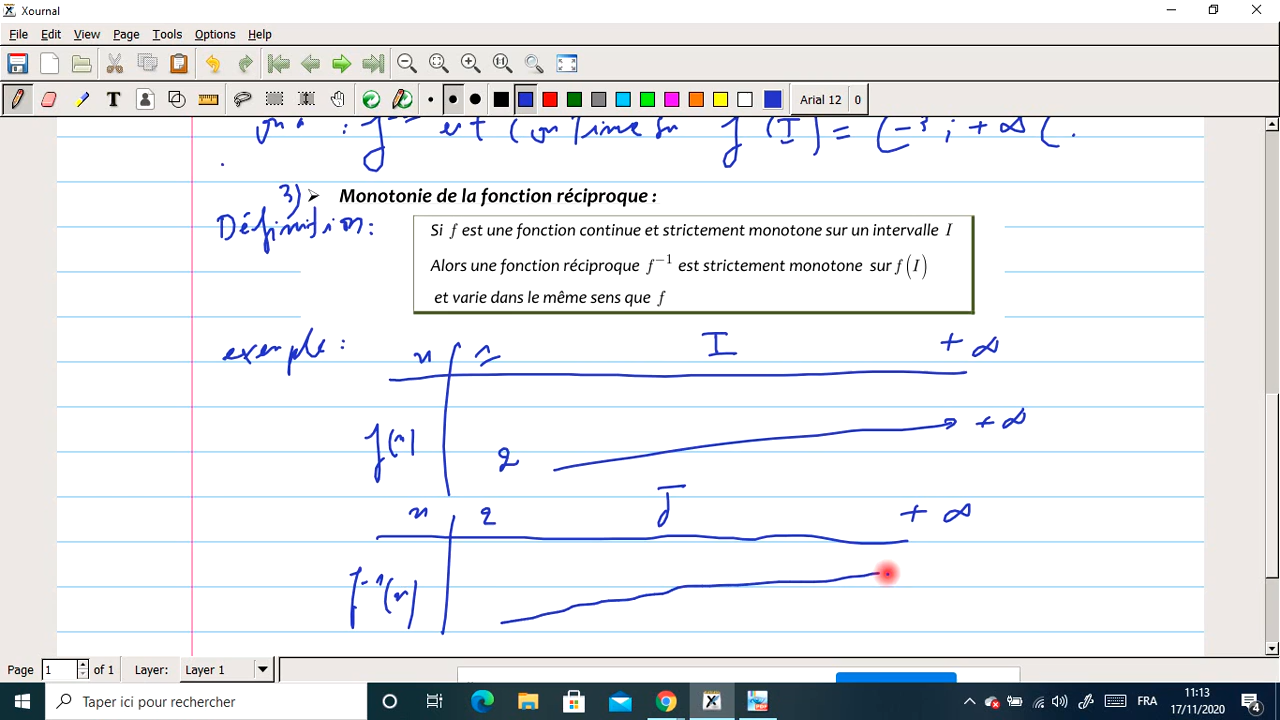 Xournal
File Edit View Page Tools Options Help
Arial 12 0
f(I) = [-3 ; +∞ [.
3) ➢ Monotonie de la fonction réciproque :
Définition :
Si f est une fonction continue et strictement monotone sur un intervalle I
Alors une fonction réciproque f⁻¹ est strictement monotone sur f(I)
et varie dans le même sens que f
exemple :
x 1 I +∞
f(x) 2 +∞
x 2 J +∞
f⁻¹(x)
Page 1 of 1 Layer: Layer 1
Taper ici pour rechercher
FRA
11:13
17/11/2020
4